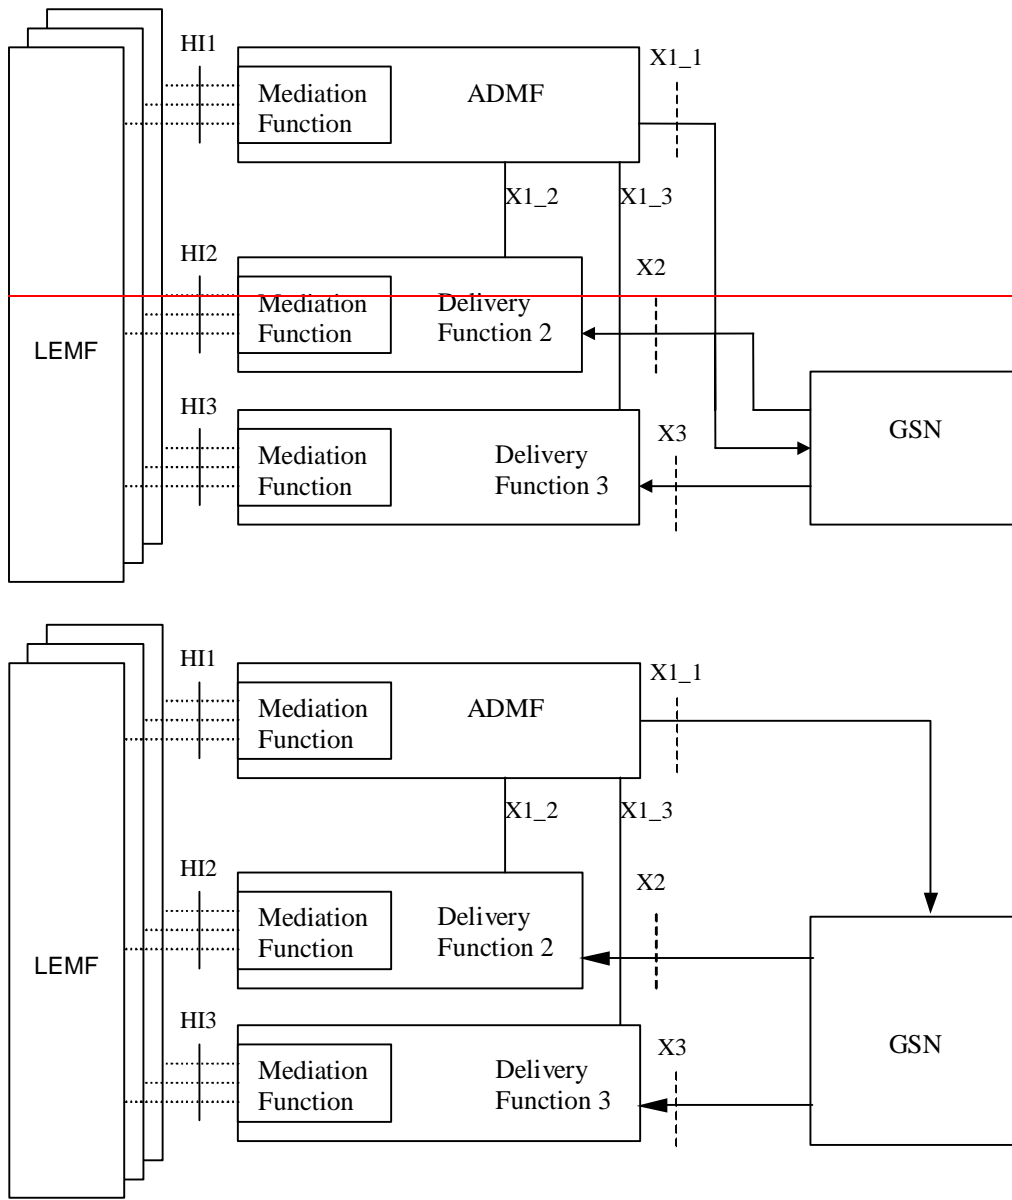 HI1
Mediation
Function
ADMF
X1_1
X1_2
X1_3
HI2
Mediation
Function
Delivery
Function 2
X2
LEMF
HI3
Mediation
Function
Delivery
Function 3
X3
GSN
HI1
Mediation
Function
ADMF
X1_1
X1_2
X1_3
HI2
Mediation
Function
Delivery
Function 2
X2
LEMF
HI3
Mediation
Function
Delivery
Function 3
X3
GSN